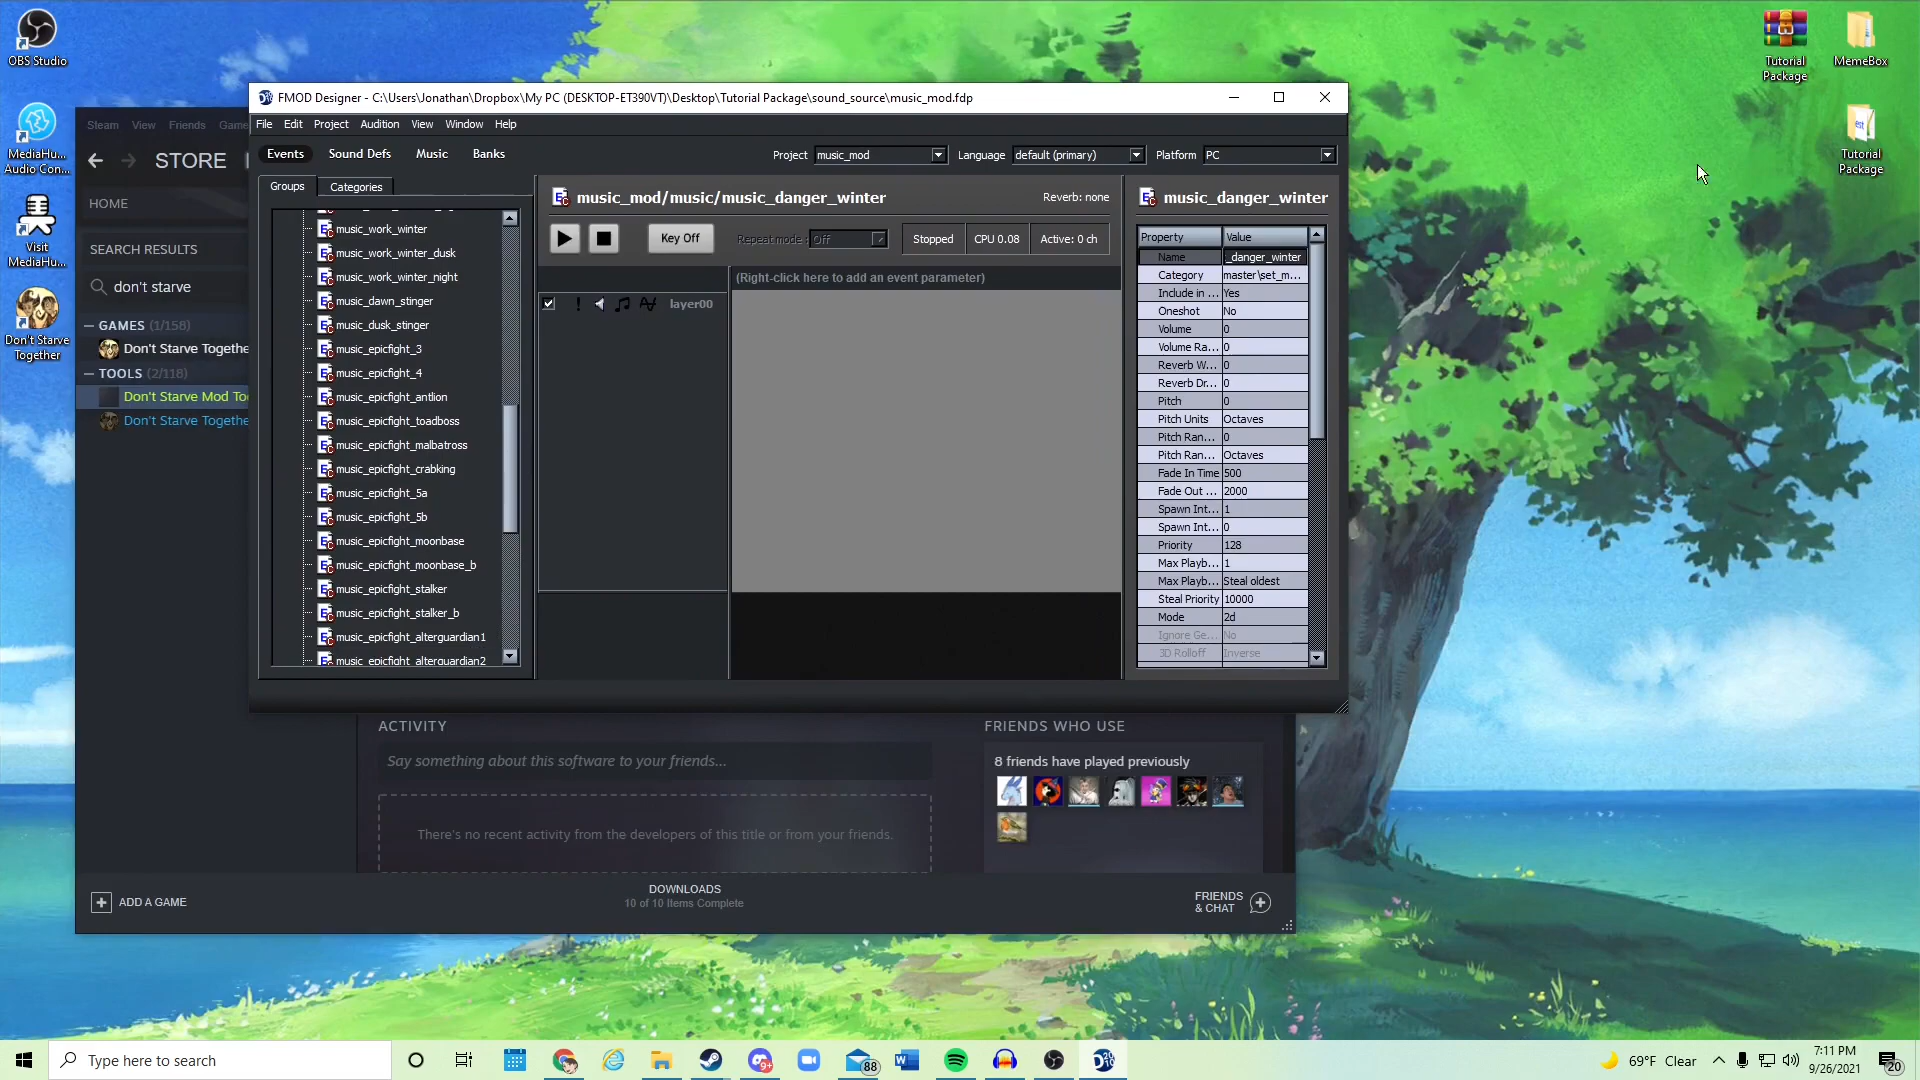 OBS Studio
MediaHu...
Audio Con...
Visit
MediaHu...
Don't Starve
Together
Tutorial
Package
MemeBox
Tutorial
Package
Steam View Friends
STORE
HOME
SEARCH RESULTS
don't starve
GAMES (1/158)
Don't Starve Togethe
TOOLS (2/118)
Don't Starve Mod To
Don't Starve Togethe
FMOD Designer - C:\Users\Jonathan\Dropbox\My PC (DESKTOP-ET390VT)\Desktop\Tutorial Package\sound_source\music_mod.fdp
File Edit Project Audition View Window Help
Events Sound Defs Music Banks
Project music_mod Language default (primary) Platform PC
Groups Categories
music_work_winter
music_work_winter_dusk
music_work_winter_night
music_dawn_stinger
music_dusk_stinger
music_epicfight_3
music_epicfight_4
music_epicfight_antlion
music_epicfight_toadboss
music_epicfight_malbatross
music_epicfight_crabking
music_epicfight_5a
music_epicfight_5b
music_epicfight_moonbase
music_epicfight_moonbase_b
music_epicfight_stalker
music_epicfight_stalker_b
music_epicfight_alterguardian1
music_epicfight_alterguardian2
music_mod/music/music_danger_winter
Reverb: none
Key Off
Repeat mode: Off
Stopped
CPU 0.08
Active: 0 ch
(Right-click here to add an event parameter)
layer00
music_danger_winter
Property Value
Name _danger_winter
Category master\set_m...
Include in ... Yes
Oneshot No
Volume 0
Volume Ra... 0
Reverb W... 0
Reverb Dr... 0
Pitch 0
Pitch Units Octaves
Pitch Ran... 0
Pitch Ran... Octaves
Fade In Time 500
Fade Out ... 2000
Spawn Int... 1
Spawn Int... 0
Priority 128
Max Playb... 1
Max Playb... Steal oldest
Steal Priority 10000
Mode 2d
Ignore Ge... No
3D Rolloff Inverse
ACTIVITY
Say something about this software to your friends...
There's no recent activity from the developers of this title or from your friends.
FRIENDS WHO USE
8 friends have played previously
ADD A GAME
DOWNLOADS
10 of 10 Items Complete
FRIENDS
& CHAT
Type here to search
9+
88
69°F Clear
7:11 PM
9/26/2021
20